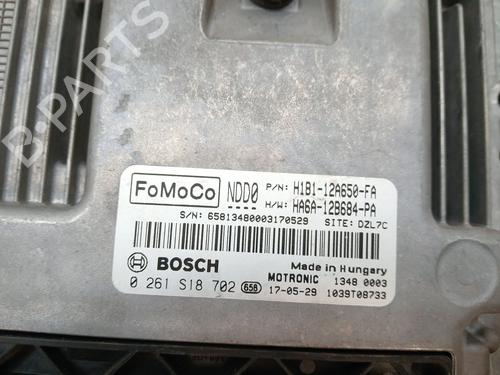 FoMoCo NDD0 P/N: H1B1-12A650-FA
---- H/W: HA6A-12B684-PA
S/N: 65813480003170529 SITE: DZL7C
BOSCH Made in Hungary
MOTRONIC 1348 0003
0 261 S18 702 658 17-05-29 1039T08733
B-PARTS